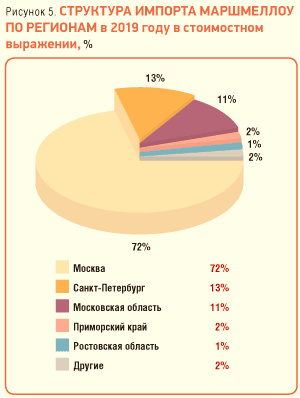 Рисунок 5. СТРУКТУРА ИМПОРТА МАРШМЕЛЛОУ
ПО РЕГИОНАМ в 2019 году в стоимостном
выражении, %
13%
11%
2%
1%
2%
72%
Москва 72%
Санкт-Петербург 13%
Московская область 11%
Приморский край 2%
Ростовская область 1%
Другие 2%